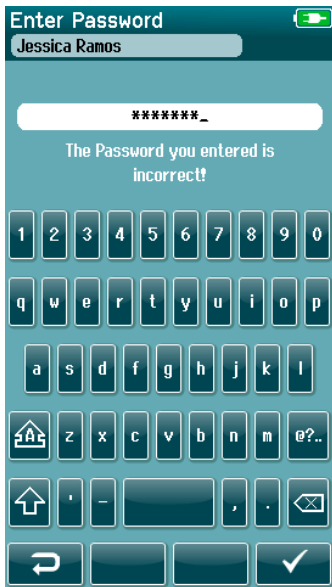 Enter Password
Jessica Ramos
*******_
The Password you entered is
incorrect!
1 2 3 4 5 6 7 8 9 0
q w e r t y u i o p
a s d f g h j k l
A z x c v b n m @?..
' - , .